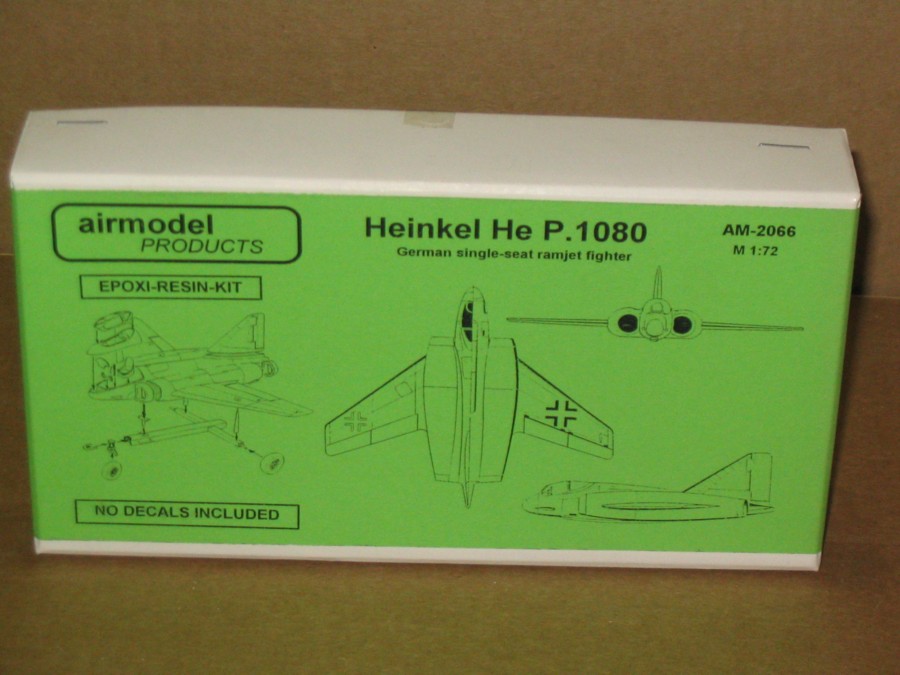 airmodel
PRODUCTS
EPOXI-RESIN-KIT
Heinkel He P.1080
German single-seat ramjet fighter
AM-2066
M 1:72
NO DECALS INCLUDED